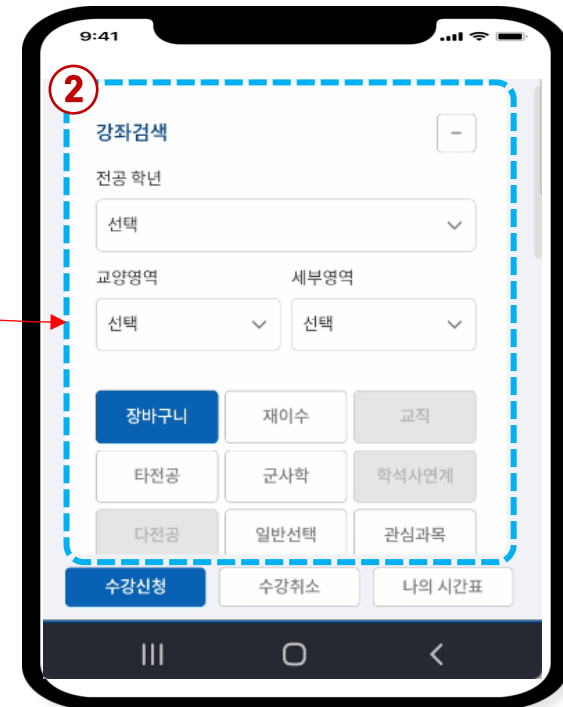 9:41
②
강좌검색
전공 학년
선택
교양영역 세부영역
선택 선택
장바구니 재이수 교직
타전공 군사학 학석사연계
다전공 일반선택 관심과목
수강신청 수강취소 나의 시간표